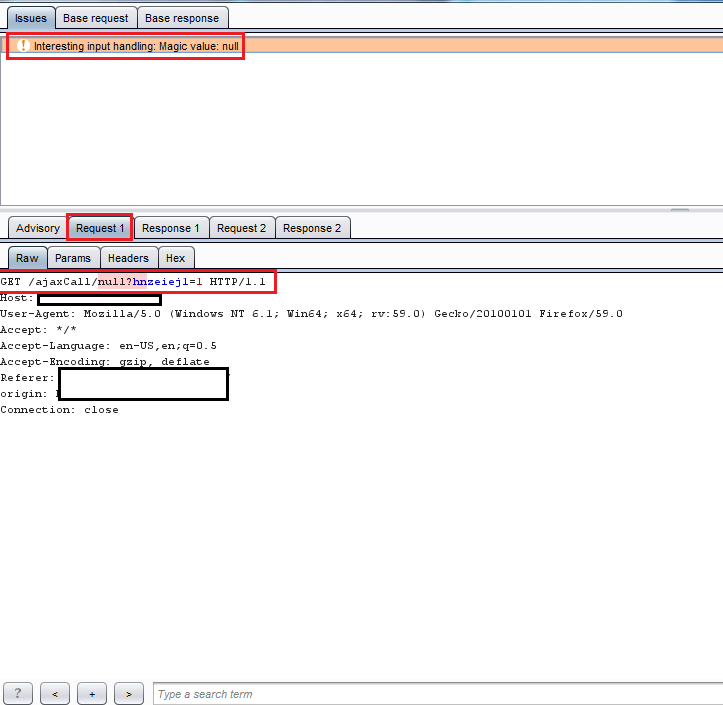 Issues Base request Base response
! Interesting input handling: Magic value: null
Advisory Request 1 Response 1 Request 2 Response 2
Raw Params Headers Hex
GET /ajaxCall/null?hnzeiej1=1 HTTP/1.1
Host:
User-Agent: Mozilla/5.0 (Windows NT 6.1; Win64; x64; rv:59.0) Gecko/20100101 Firefox/59.0
Accept: */*
Accept-Language: en-US,en;q=0.5
Accept-Encoding: gzip, deflate
Referer:
origin:
Connection: close
? < + > Type a search term